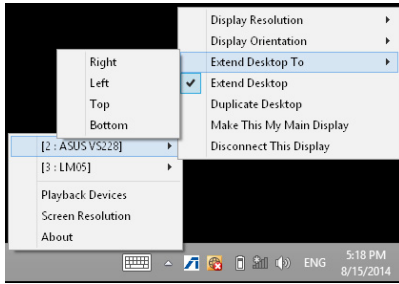 Display Resolution
Display Orientation
Extend Desktop To
Extend Desktop
Duplicate Desktop
Make This My Main Display
Disconnect This Display
Right
Left
Top
Bottom
[2 : ASUS VS228]
[3 : LM05]
Playback Devices
Screen Resolution
About
ENG
5:18 PM
8/15/2014